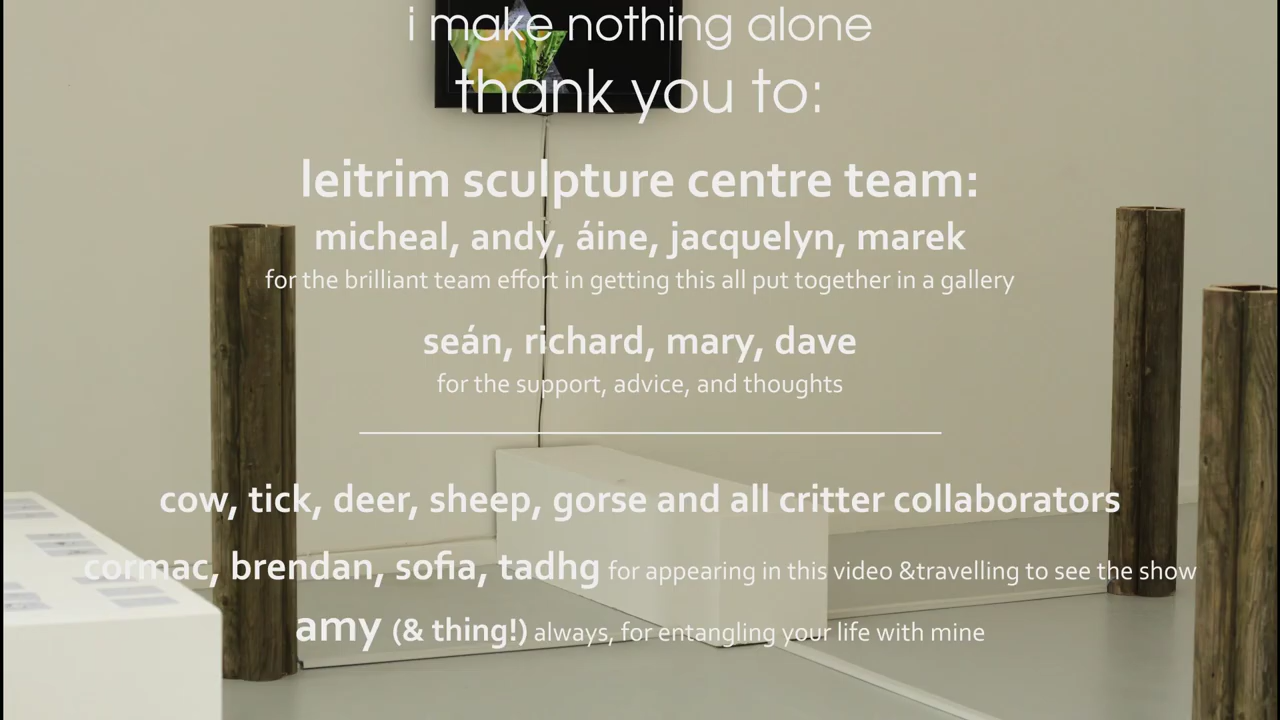 i make nothing alone
thank you to:
leitrim sculpture centre team:
micheal, andy, áine, jacquelyn, marek
for the brilliant team effort in getting this all put together in a gallery
seán, richard, mary, dave
for the support, advice, and thoughts
cow, tick, deer, sheep, gorse and all critter collaborators
cormac, brendan, sofia, tadhg for appearing in this video &travelling to see the show
amy (& thing!) always, for entangling your life with mine